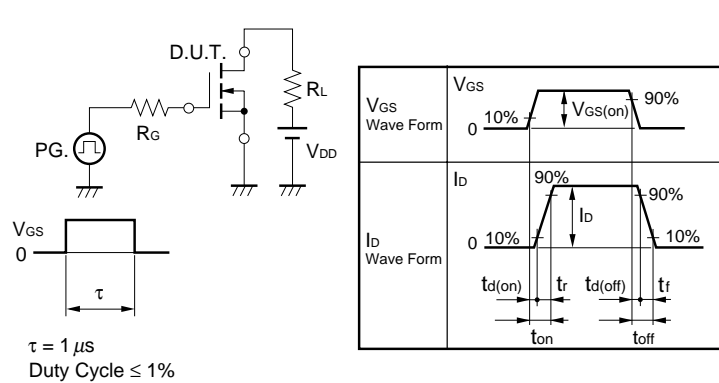 D.U.T.
RL
RG
PG.
VDD
VGS
0
τ
τ = 1 μs
Duty Cycle ≤ 1%
VGS
Wave Form
VGS
10%
0
VGS(on)
90%
ID
Wave Form
ID
90%
90%
ID
0 10%
10%
td(on) tr td(off) tf
ton toff